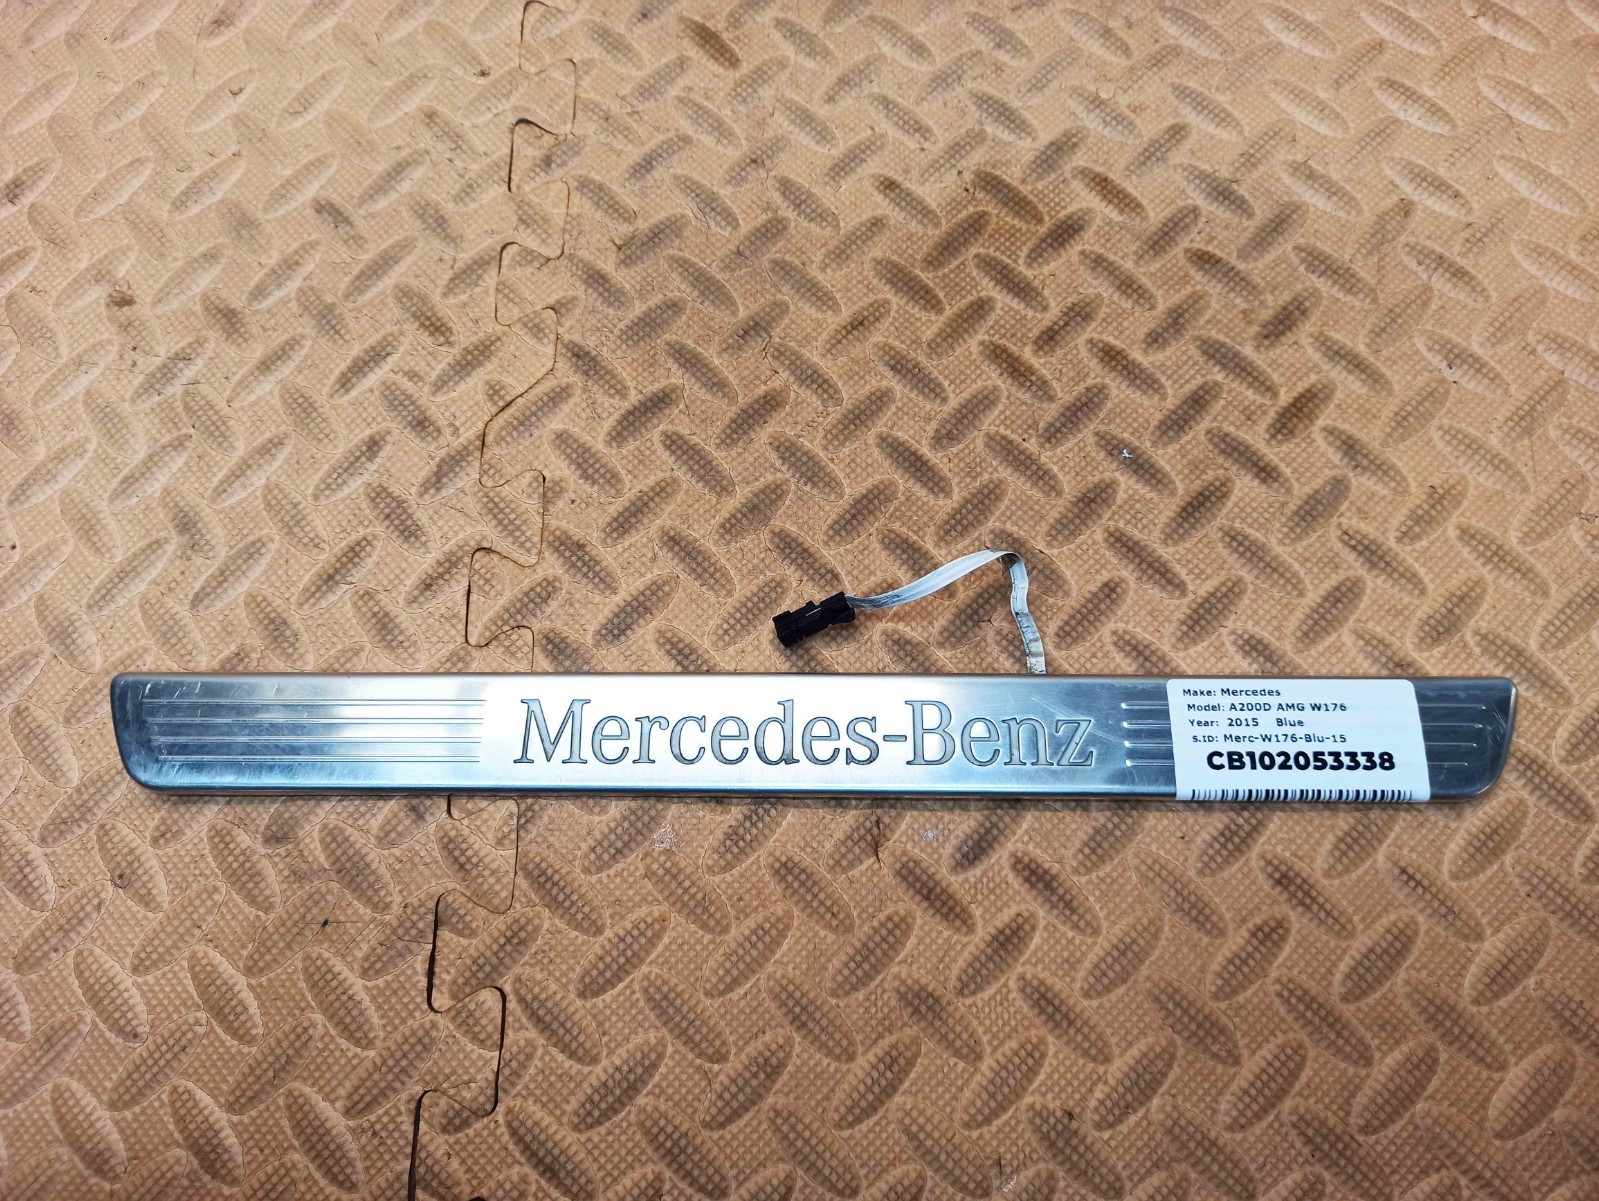 Mercedes-Benz
Make: Mercedes
Model: A200D AMG W176
Year: 2015 Blue
S.ID: Merc-W176-Blu-15
CB102053338